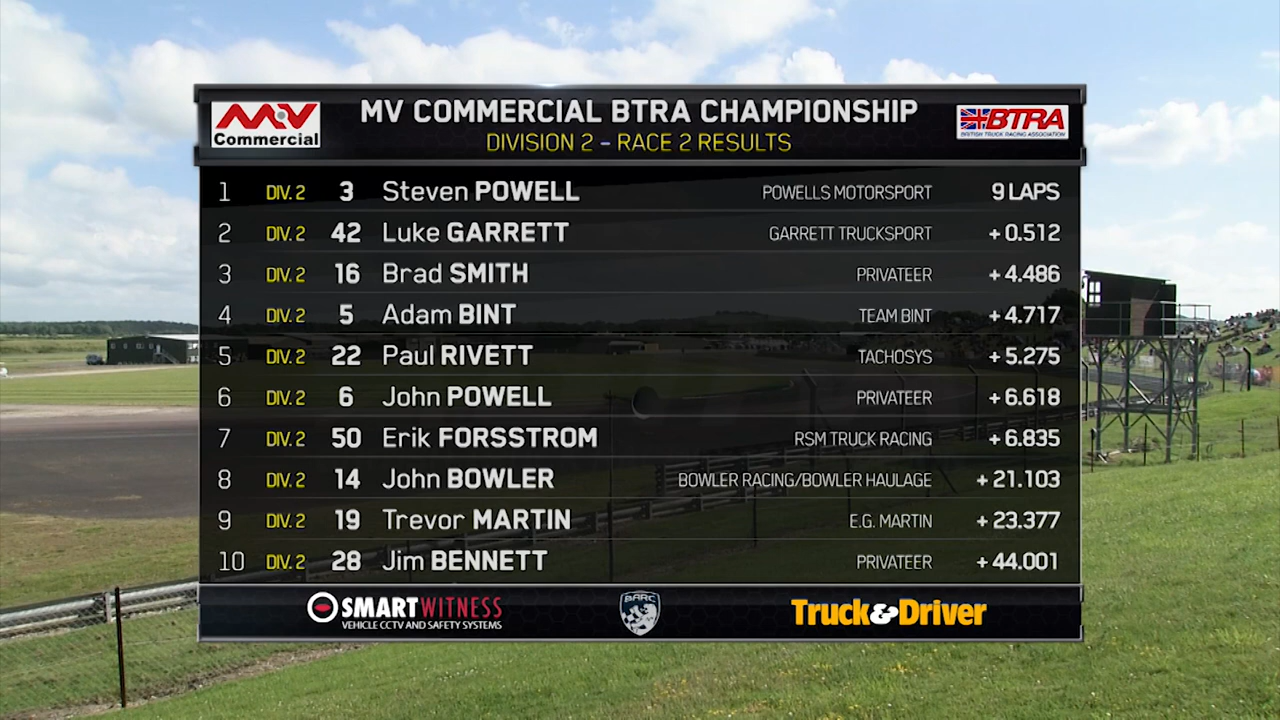 MV COMMERCIAL BTRA CHAMPIONSHIP
DIVISION 2 - RACE 2 RESULTS
MV
Commercial
BTRA
BRITISH TRUCK RACING ASSOCIATION
1 DIV. 2 3 Steven POWELL POWELLS MOTORSPORT 9 LAPS
2 DIV. 2 42 Luke GARRETT GARRETT TRUCKSPORT + 0.512
3 DIV. 2 16 Brad SMITH PRIVATEER + 4.486
4 DIV. 2 5 Adam BINT TEAM BINT + 4.717
5 DIV. 2 22 Paul RIVETT TACHOSYS + 5.275
6 DIV. 2 6 John POWELL PRIVATEER + 6.618
7 DIV. 2 50 Erik FORSSTROM RSM TRUCK RACING + 6.835
8 DIV. 2 14 John BOWLER BOWLER RACING/BOWLER HAULAGE + 21.103
9 DIV. 2 19 Trevor MARTIN E.G. MARTIN + 23.377
10 DIV. 2 28 Jim BENNETT PRIVATEER + 44.001
SMARTWITNESS
VEHICLE CCTV AND SAFETY SYSTEMS
BARC
Truck&Driver